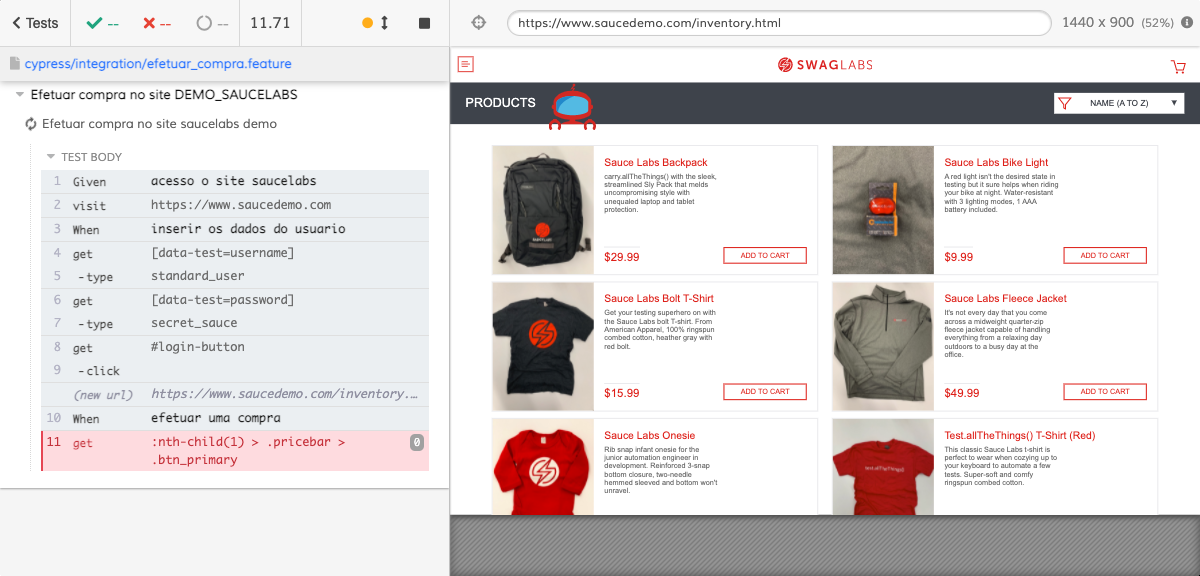 Tests
--
--
--
11.71
https://www.saucedemo.com/inventory.html
1440 x 900 (52%)
cypress/integration/efetuar_compra.feature
Efetuar compra no site DEMO_SAUCELABS
Efetuar compra no site saucelabs demo
TEST BODY
1 Given acesso o site saucelabs
2 visit https://www.saucedemo.com
3 When inserir os dados do usuario
4 get [data-test=username]
5 -type standard_user
6 get [data-test=password]
7 -type secret_sauce
8 get #login-button
9 -click
(new url) https://www.saucedemo.com/inventory.…
10 When efetuar uma compra
11 get :nth-child(1) > .pricebar >
.btn_primary
0
SWAGLABS
PRODUCTS
NAME (A TO Z)
Sauce Labs Backpack
carry.allTheThings() with the sleek,
streamlined Sly Pack that melds
uncompromising style with
unequaled laptop and tablet
protection.
$29.99
ADD TO CART
Sauce Labs Bike Light
A red light isn't the desired state in
testing but it sure helps when riding
your bike at night. Water-resistant
with 3 lighting modes, 1 AAA
battery included.
$9.99
ADD TO CART
Sauce Labs Bolt T-Shirt
Get your testing superhero on with
the Sauce Labs bolt T-shirt. From
American Apparel, 100% ringspun
combed cotton, heather gray with
red bolt.
$15.99
ADD TO CART
Sauce Labs Fleece Jacket
It's not every day that you come
across a midweight quarter-zip
fleece jacket capable of handling
everything from a relaxing day
outdoors to a busy day at the
office.
$49.99
ADD TO CART
Sauce Labs Onesie
Rib snap infant onesie for the
junior automation engineer in
development. Reinforced 3-snap
bottom closure, two-needle
hemmed sleeved and bottom won't
unravel.
Test.allTheThings() T-Shirt (Red)
This classic Sauce Labs t-shirt is
perfect to wear when cozying up to
your keyboard to automate a few
tests. Super-soft and comfy
ringspun combed cotton.